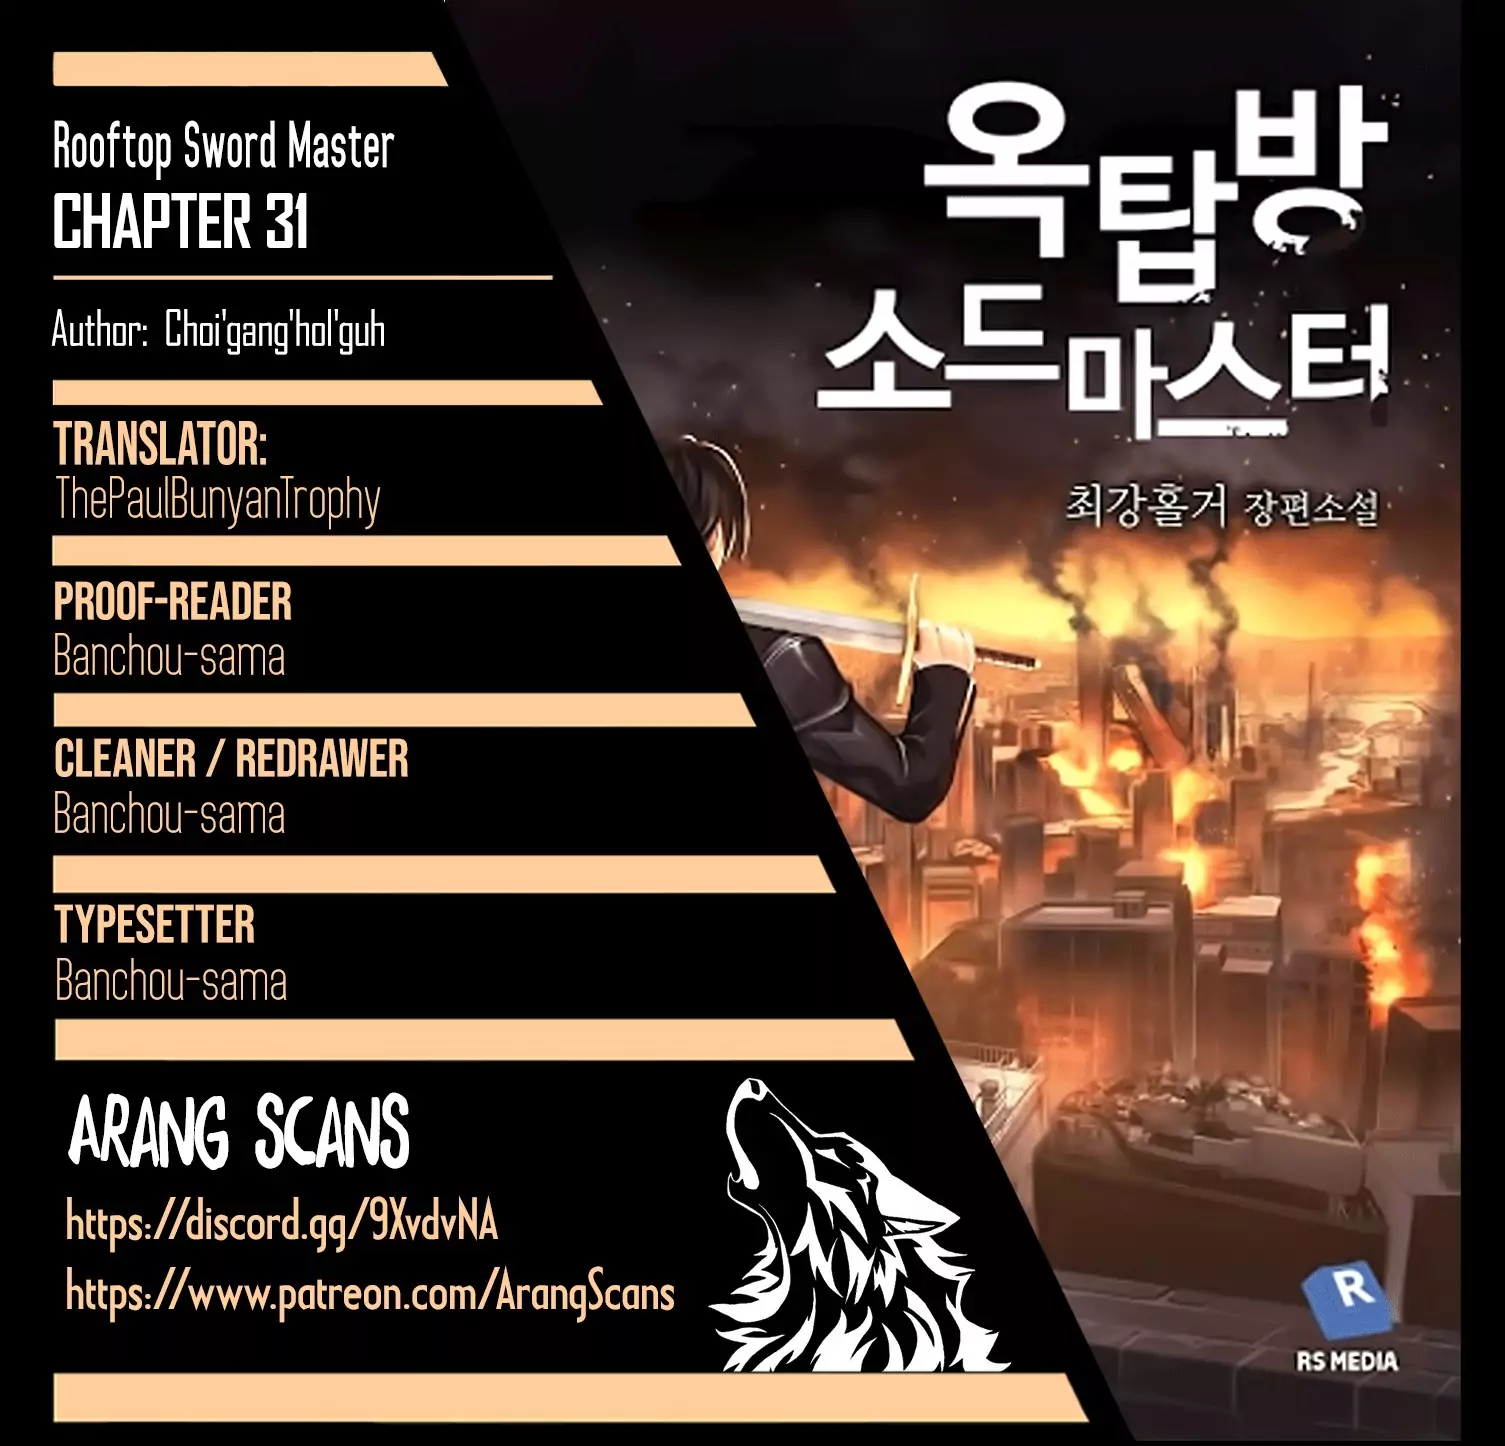 Rooftop Sword Master
CHAPTER 31
Author: Choi'gang'hol'guh
TRANSLATOR:
ThePaulBunyanTrophy
PROOF-READER
Banchou-sama
CLEANER / REDRAWER
Banchou-sama
TYPESETTER
Banchou-sama
ARANG SCANS
https://discord.gg/9XvdvNA
https://www.patreon.com/ArangScans
옥탑방
소드마스터
최강홀거 장편소설
R
RS MEDIA